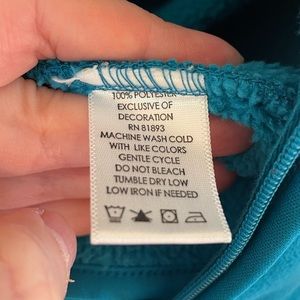 100% POLYESTER
EXCLUSIVE OF
DECORATION
RN 81893
MACHINE WASH COLD
WITH LIKE COLORS
GENTLE CYCLE
DO NOT BLEACH
TUMBLE DRY LOW
LOW IRON IF NEEDED